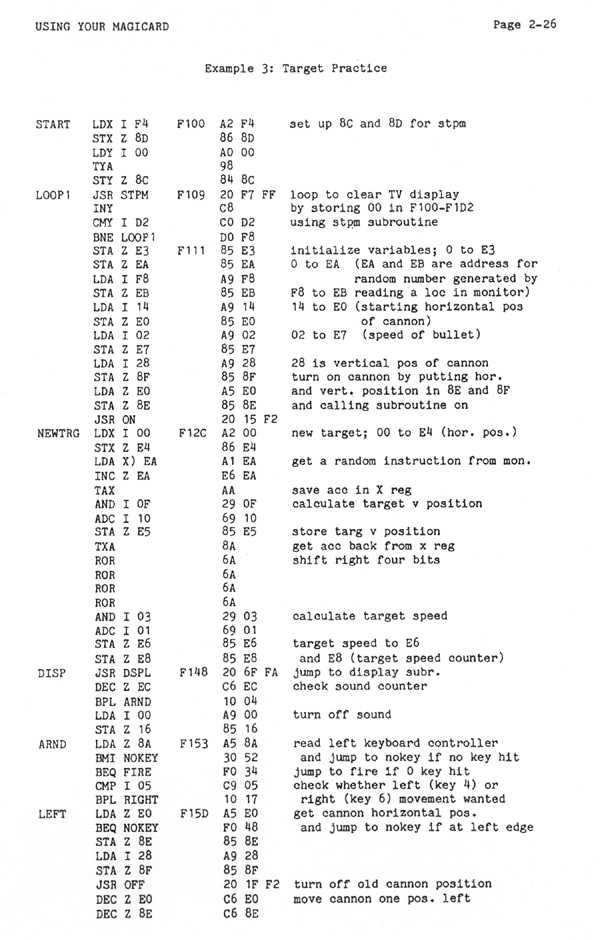 USING YOUR MAGICARD Page 2-26
Example 3: Target Practice
START LDX I F4 F100 A2 F4 set up 8C and 8D for stpm
STX Z 8D 86 8D
LDY I 00 A0 00
TYA 98
STY Z 8C 84 8C
LOOP1 JSR STPM F109 20 F7 FF loop to clear TV display
INY C8 by storing 00 in F100-F1D2
CMY I D2 C0 D2 using stpm subroutine
BNE LOOP1 D0 F8
STA Z E3 F111 85 E3 initialize variables; 0 to E3
STA Z EA 85 EA 0 to EA (EA and EB are address for
LDA I F8 A9 F8 random number generated by
STA Z EB 85 EB F8 to EB reading a loc in monitor)
LDA I 14 A9 14 14 to E0 (starting horizontal pos
STA Z E0 85 E0 of cannon)
LDA I 02 A9 02 02 to E7 (speed of bullet)
STA Z E7 85 E7
LDA I 28 A9 28 28 is vertical pos of cannon
STA Z 8F 85 8F turn on cannon by putting hor.
LDA Z E0 A5 E0 and vert. position in 8E and 8F
STA Z 8E 85 8E and calling subroutine on
JSR ON 20 15 F2
NEWTRG LDX I 00 F12C A2 00 new target; 00 to E4 (hor. pos.)
STX Z E4 86 E4
LDA X) EA A1 EA get a random instruction from mon.
INC Z EA E6 EA
TAX AA save acc in X reg
AND I 0F 29 0F calculate target v position
ADC I 10 69 10
STA Z E5 85 E5 store targ v position
TXA 8A get acc back from x reg
ROR 6A shift right four bits
ROR 6A
ROR 6A
ROR 6A
AND I 03 29 03 calculate target speed
ADC I 01 69 01
STA Z E6 85 E6 target speed to E6
STA Z E8 85 E8 and E8 (target speed counter)
DISP JSR DSPL F148 20 6F FA jump to display subr.
DEC Z EC C6 EC check sound counter
BPL ARND 10 04
LDA I 00 A9 00 turn off sound
STA Z 16 85 16
ARND LDA Z 8A F153 A5 8A read left keyboard controller
BMI NOKEY 30 52 and jump to nokey if no key hit
BEQ FIRE F0 34 jump to fire if 0 key hit
CMP I 05 C9 05 check whether left (key 4) or
BPL RIGHT 10 17 right (key 6) movement wanted
LEFT LDA Z E0 F15D A5 E0 get cannon horizontal pos.
BEQ NOKEY F0 48 and jump to nokey if at left edge
STA Z 8E 85 8E
LDA I 28 A9 28
STA Z 8F 85 8F
JSR OFF 20 1F F2 turn off old cannon position
DEC Z E0 C6 E0 move cannon one pos. left
DEC Z 8E C6 8E